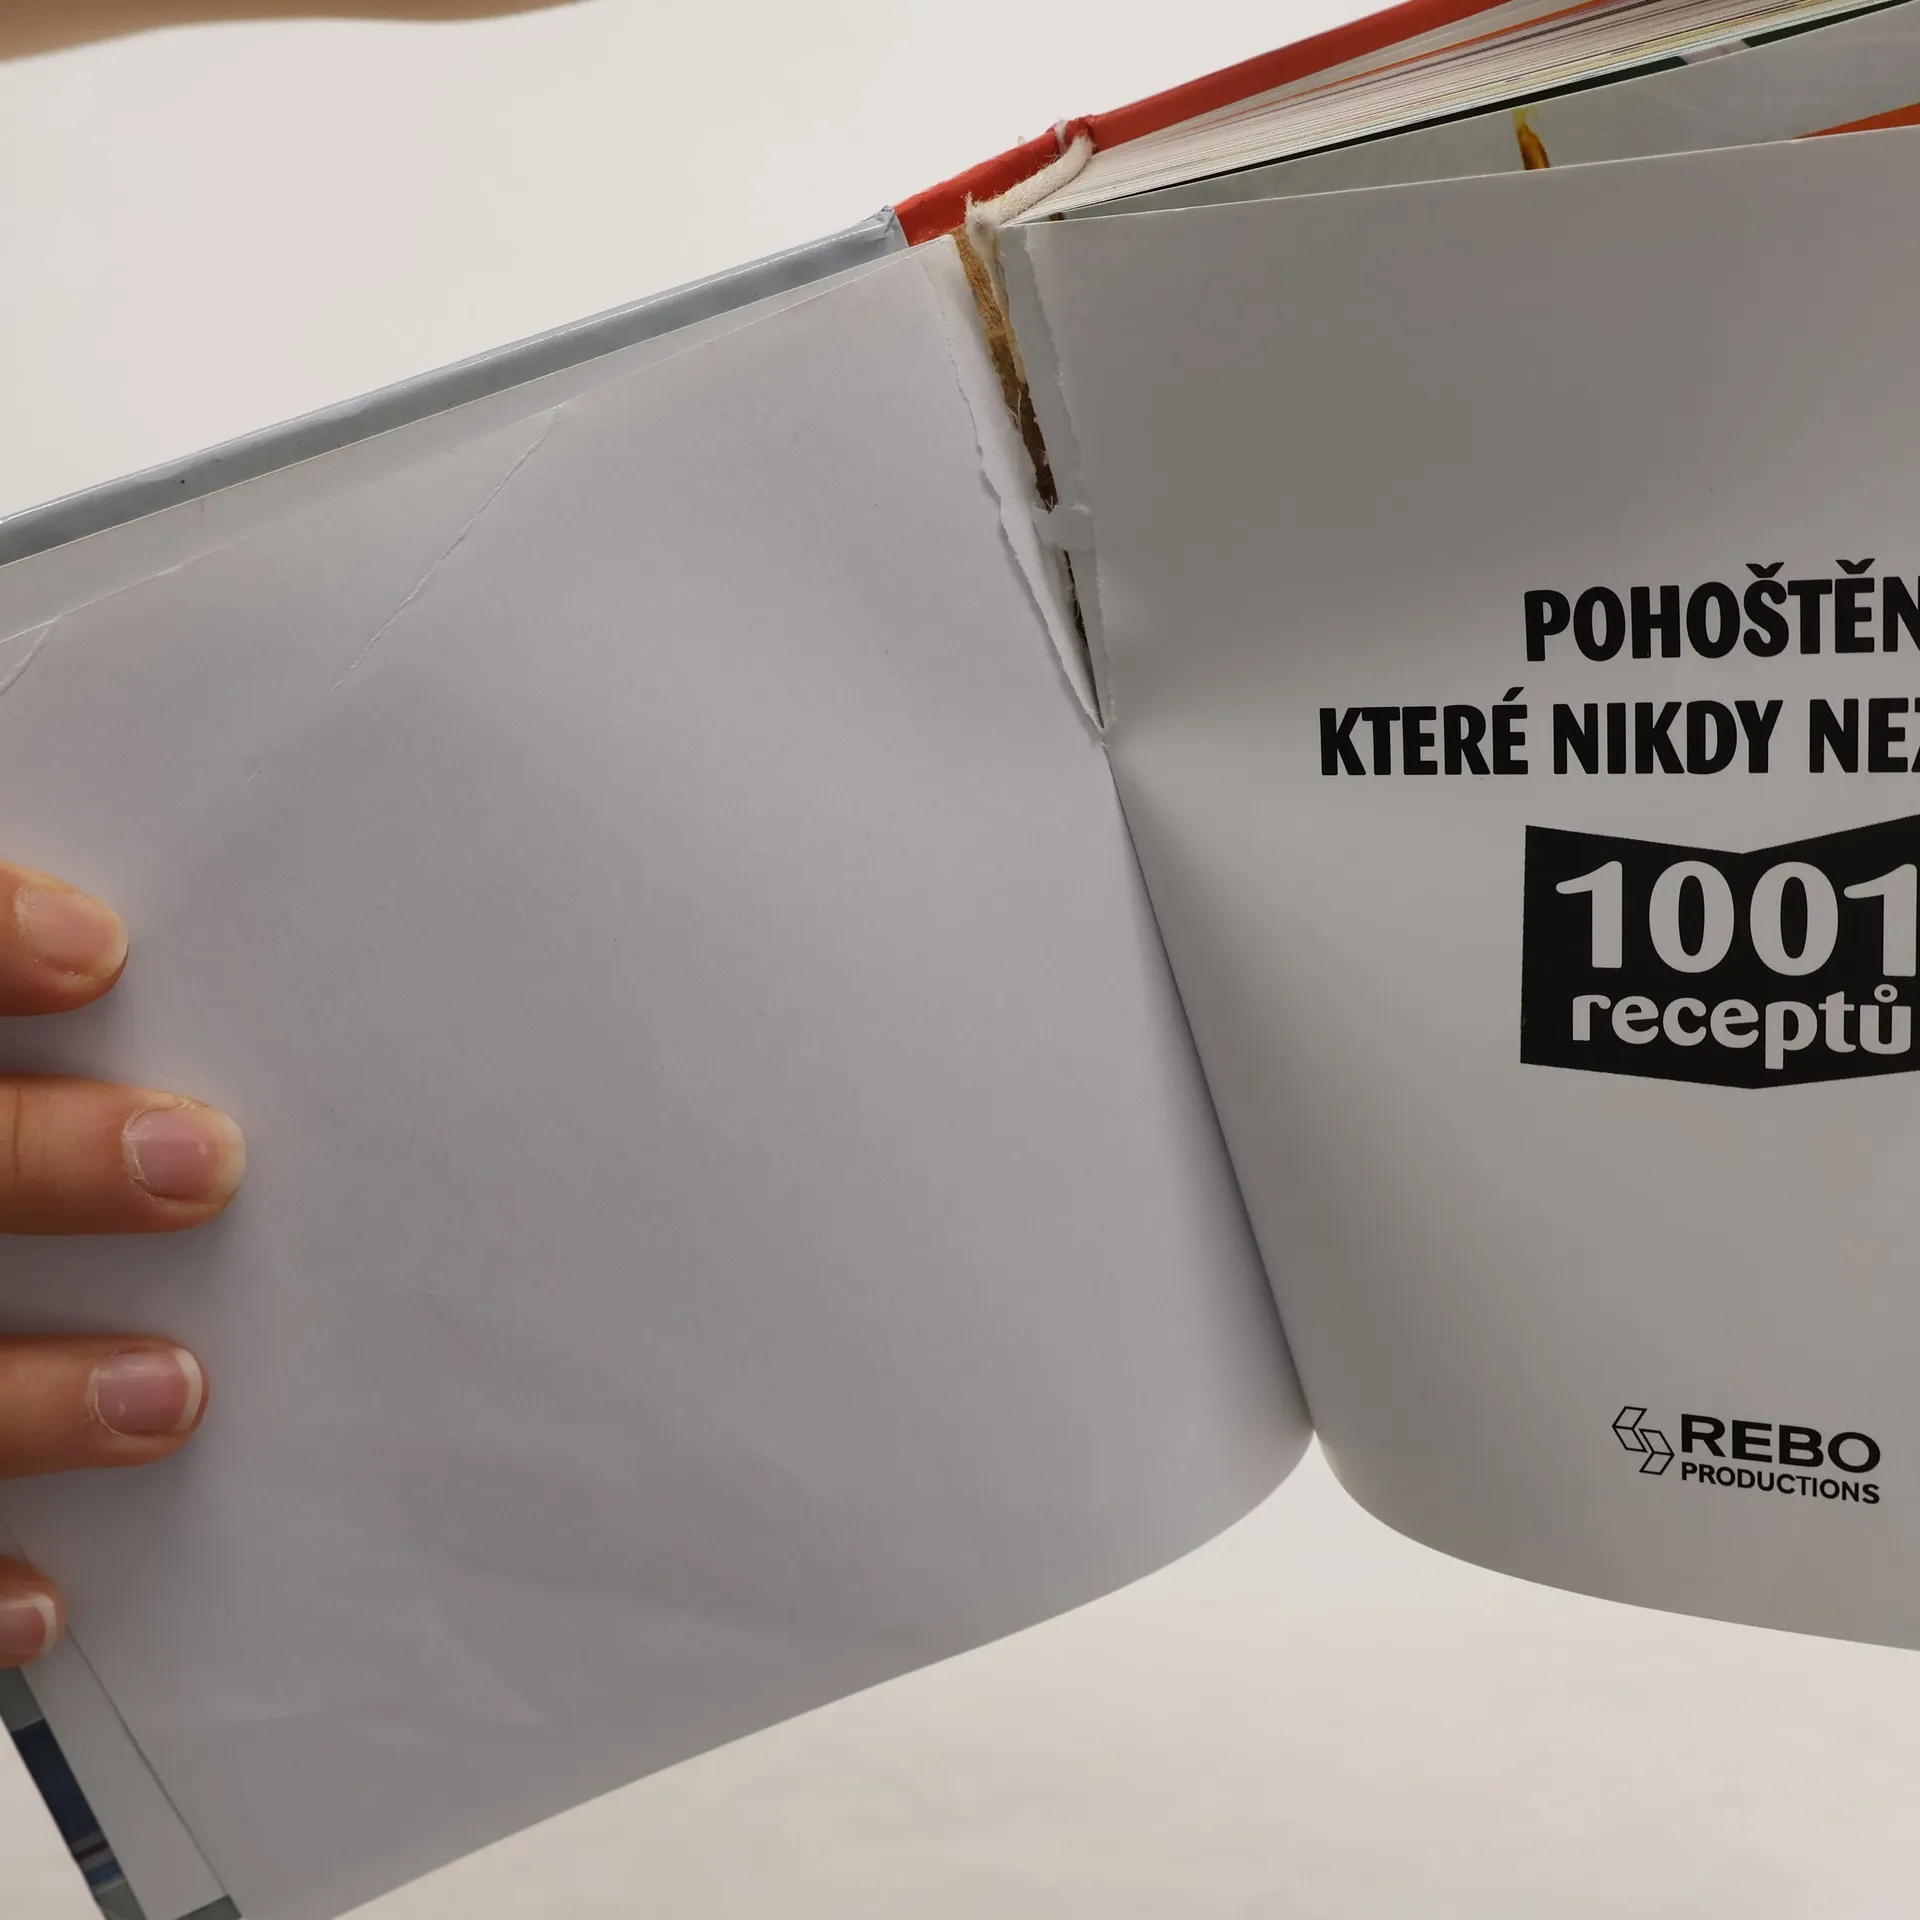 POHOŠTĚN
KTERÉ NIKDY NEZ
1001
receptů
REBO
PRODUCTIONS